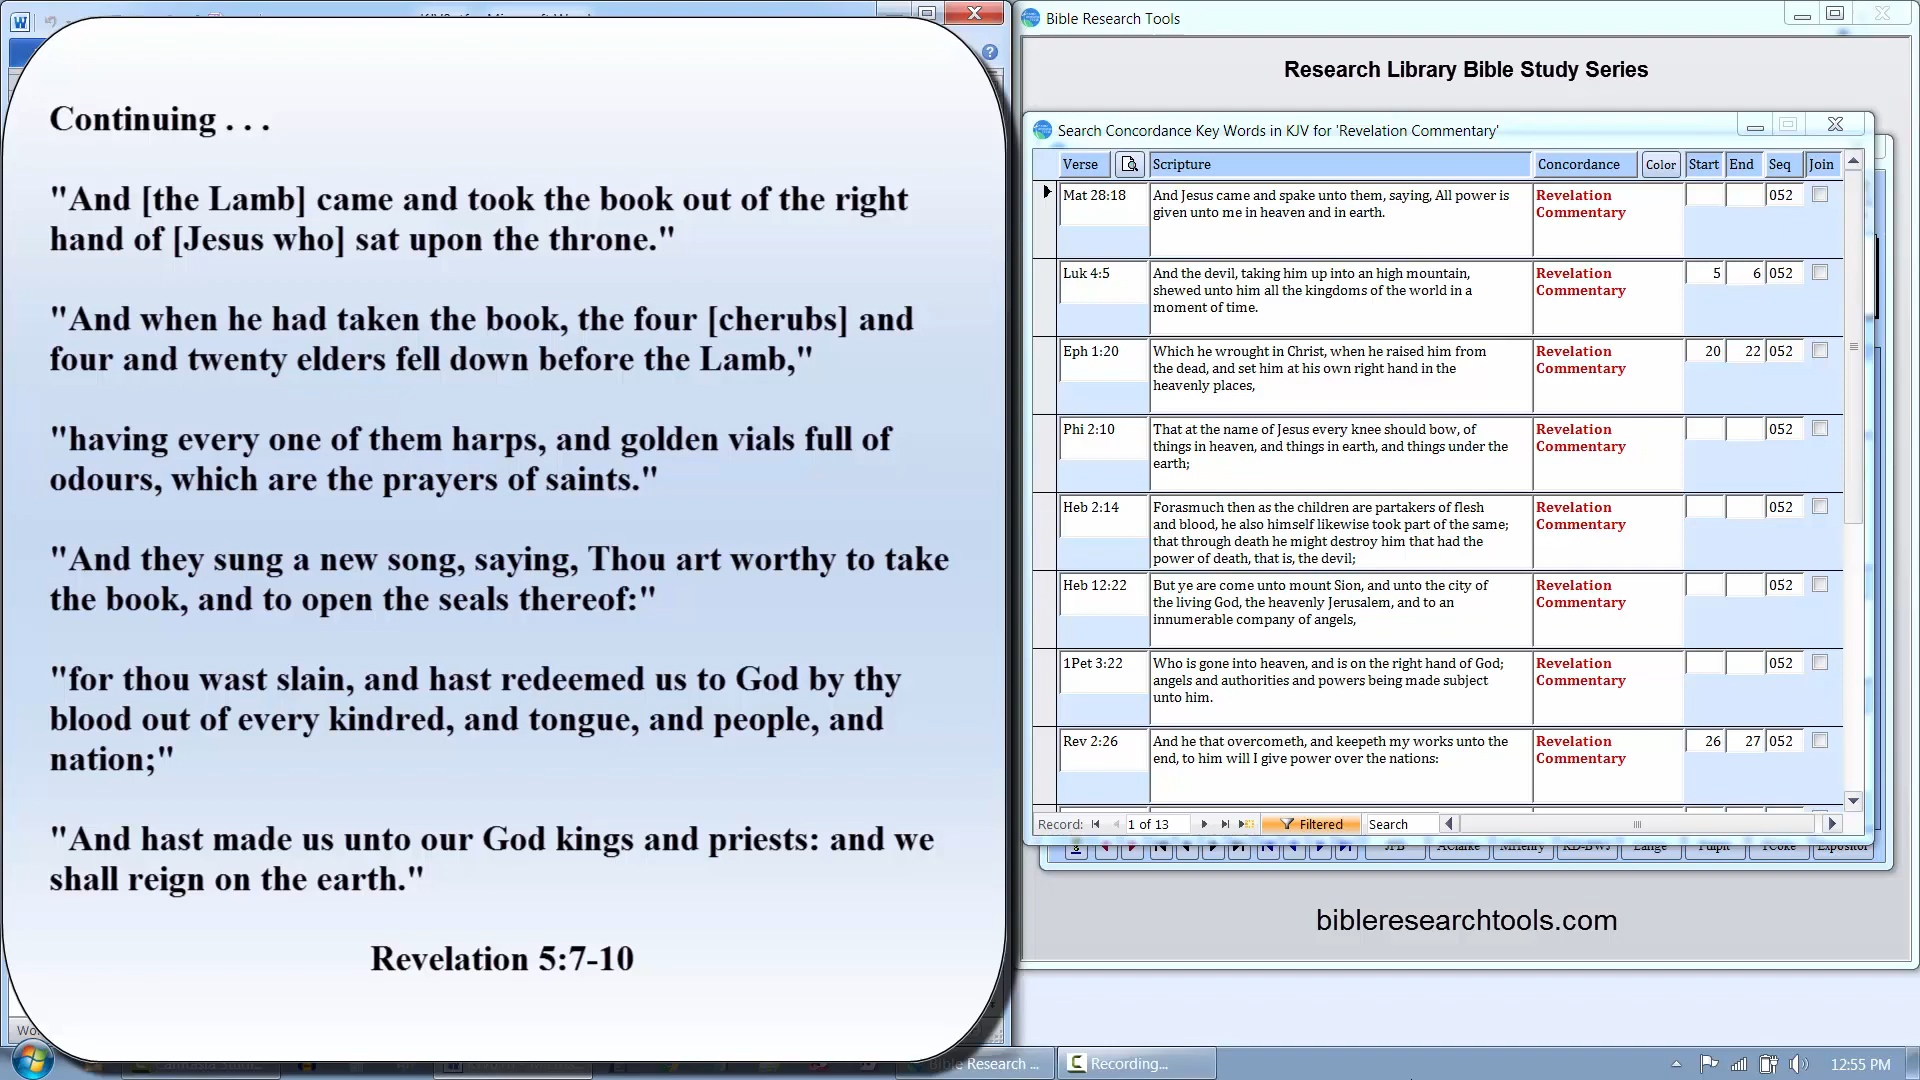 Continuing . . .
"And [the Lamb] came and took the book out of the right
hand of [Jesus who] sat upon the throne."
"And when he had taken the book, the four [cherubs] and
four and twenty elders fell down before the Lamb,"
"having every one of them harps, and golden vials full of
odours, which are the prayers of saints."
"And they sung a new song, saying, Thou art worthy to take
the book, and to open the seals thereof:"
"for thou wast slain, and hast redeemed us to God by thy
blood out of every kindred, and tongue, and people, and
nation;"
"And hast made us unto our God kings and priests: and we
shall reign on the earth."
Revelation 5:7-10
Bible Research Tools
Research Library Bible Study Series
Search Concordance Key Words in KJV for 'Revelation Commentary'
Verse Scripture Concordance Color Start End Seq Join
Mat 28:18 And Jesus came and spake unto them, saying, All power is Revelation 052
given unto me in heaven and in earth. Commentary
Luk 4:5 And the devil, taking him up into an high mountain, Revelation 5 6 052
shewed unto him all the kingdoms of the world in a Commentary
moment of time.
Eph 1:20 Which he wrought in Christ, when he raised him from Revelation 20 22 052
the dead, and set him at his own right hand in the Commentary
heavenly places,
Phi 2:10 That at the name of Jesus every knee should bow, of Revelation 052
things in heaven, and things in earth, and things under the Commentary
earth;
Heb 2:14 Forasmuch then as the children are partakers of flesh Revelation 052
and blood, he also himself likewise took part of the same; Commentary
that through death he might destroy him that had the
power of death, that is, the devil;
Heb 12:22 But ye are come unto mount Sion, and unto the city of Revelation 052
the living God, the heavenly Jerusalem, and to an Commentary
innumerable company of angels,
1Pet 3:22 Who is gone into heaven, and is on the right hand of God; Revelation 052
angels and authorities and powers being made subject Commentary
unto him.
Rev 2:26 And he that overcometh, and keepeth my works unto the Revelation 26 27 052
end, to him will I give power over the nations: Commentary
Record: 1 of 13 Filtered Search
JFB AClarke MHenry KD-BWJ Lange Pulpit TCoke Expositor
bibleresearchtools.com
Bible Research ... Recording... 12:55 PM